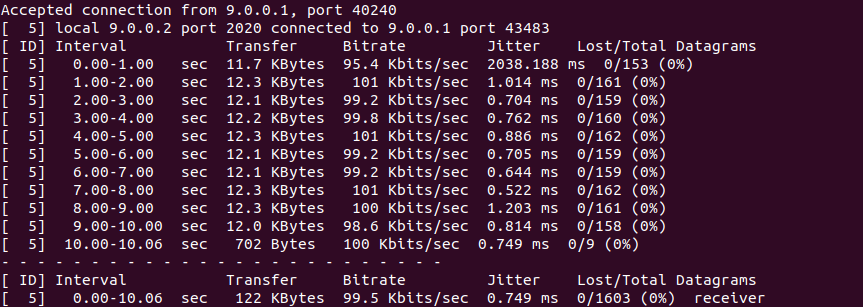 Accepted connection from 9.0.0.1, port 40240
[  5] local 9.0.0.2 port 2020 connected to 9.0.0.1 port 43483
[ ID] Interval           Transfer     Bitrate         Jitter    Lost/Total Datagrams
[  5]   0.00-1.00   sec  11.7 KBytes  95.4 Kbits/sec  2038.188 ms  0/153 (0%)
[  5]   1.00-2.00   sec  12.3 KBytes   101 Kbits/sec  1.014 ms  0/161 (0%)
[  5]   2.00-3.00   sec  12.1 KBytes  99.2 Kbits/sec  0.704 ms  0/159 (0%)
[  5]   3.00-4.00   sec  12.2 KBytes  99.8 Kbits/sec  0.762 ms  0/160 (0%)
[  5]   4.00-5.00   sec  12.3 KBytes   101 Kbits/sec  0.886 ms  0/162 (0%)
[  5]   5.00-6.00   sec  12.1 KBytes  99.2 Kbits/sec  0.705 ms  0/159 (0%)
[  5]   6.00-7.00   sec  12.1 KBytes  99.2 Kbits/sec  0.644 ms  0/159 (0%)
[  5]   7.00-8.00   sec  12.3 KBytes   101 Kbits/sec  0.522 ms  0/162 (0%)
[  5]   8.00-9.00   sec  12.3 KBytes   100 Kbits/sec  1.203 ms  0/161 (0%)
[  5]   9.00-10.00  sec  12.0 KBytes  98.6 Kbits/sec  0.814 ms  0/158 (0%)
[  5]  10.00-10.06  sec   702 Bytes   100 Kbits/sec  0.749 ms  0/9 (0%)
- - - - - - - - - - - - - - - - - - - - - - - - -
[ ID] Interval           Transfer     Bitrate         Jitter    Lost/Total Datagrams
[  5]   0.00-10.06  sec   122 KBytes  99.5 Kbits/sec  0.749 ms  0/1603 (0%)  receiver